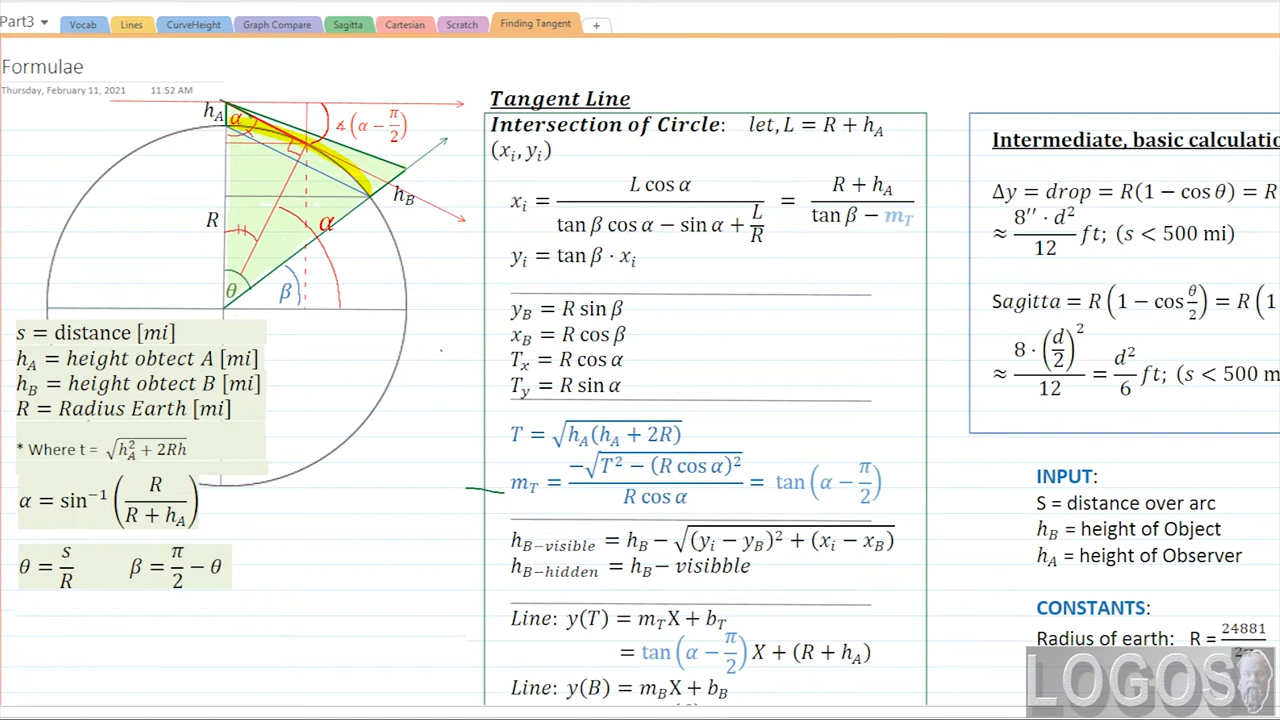 Part3
Vocab
Lines
CurveHeight
Graph Compare
Sagitta
Cartesian
Scratch
Finding Tangent
+
Formulae
Thursday, February 11, 2021 11:52 AM
h_A
α
∡(α − π/2)
h_B
R
α
θ
β
s = distance [mi]
h_A = height obtect A [mi]
h_B = height obtect B [mi]
R = Radius Earth [mi]
* Where t = √(h_A^2 + 2Rh)
α = sin⁻¹(R/(R + h_A))
θ = s/R β = π/2 − θ
Tangent Line
Intersection of Circle: let, L = R + h_A
(x_i, y_i)
x_i = (L cos α)/(tan β cos α − sin α + L/R) = (R + h_A)/(tan β − m_T)
y_i = tan β · x_i
y_B = R sin β
x_B = R cos β
T_x = R cos α
T_y = R sin α
T = √(h_A(h_A + 2R))
m_T = −√(T² − (R cos α)²)/(R cos α) = tan(α − π/2)
h_B−visible = h_B − √((y_i − y_B)² + (x_i − x_B))
h_B−hidden = h_B − visibble
Line: y(T) = m_T X + b_T
= tan(α − π/2) X + (R + h_A)
Line: y(B) = m_B X + b_B
Intermediate, basic calculatio
Δy = drop = R(1 − cos θ) = R
≈ (8'' · d²)/12 ft; (s < 500 mi)
Sagitta = R(1 − cos θ/2) = R(1
≈ (8 · (d/2)²)/12 = d²/6 ft; (s < 500 m
INPUT:
S = distance over arc
h_B = height of Object
h_A = height of Observer
CONSTANTS:
Radius of earth: R = 24881/2π
LOGOS